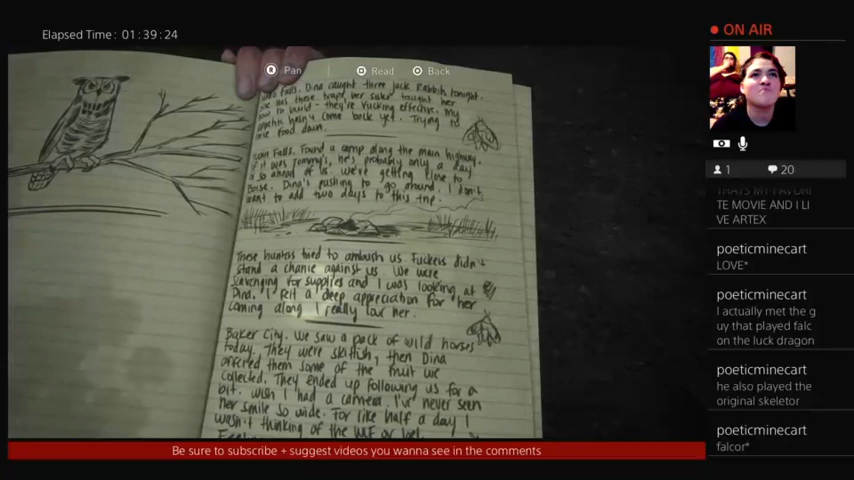 Elapsed Time : 01:39:24
ON AIR
Pan
Read
Back
Falls. Dina caught three jack rabbits tonight.
has these traps her sister taught her
how to build - they're fucking effective. My
appetite hasn't come back yet. Trying to
force food down.
Falls. Found a camp along the main highway.
If it was Tommy's, he's probably only a day
or so ahead of us. We're getting close to
Boise. Dina's pushing to go around. I don't
want to add two days to this trip.
These hunters tried to ambush us. Fuckers didn't
stand a chance against us. We were
scavenging for supplies and I was looking at
Dina. I felt a deep appreciation for her
coming along. I really love her.
Baker City. We saw a pack of wild horses
today. They were skittish, then Dina
offered them some of the fruit we
collected. They ended up following us for a
bit. Wish I had a camera. I've never seen
her smile so wide. For like half a day I
wasn't thinking of the WLF or Joel.
1
20
THATS MY FAVORI
TE MOVIE AND I LI
VE ARTEX
poeticminecart
LOVE*
poeticminecart
I actually met the g
uy that played falc
on the luck dragon
poeticminecart
he also played the
original skeletor
poeticminecart
falcor*
Be sure to subscribe + suggest videos you wanna see in the comments